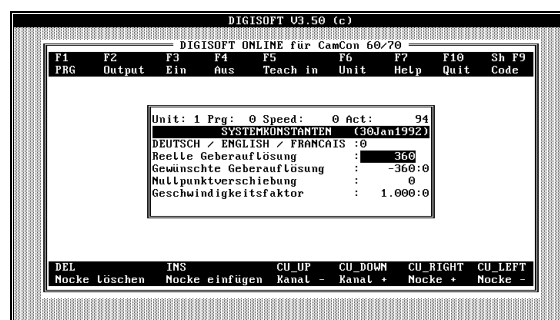 DIGISOFT V3.50 (c)
DIGISOFT ONLINE für CamCon 60/70
F1 F2 F3 F4 F5 F6 F7 F10 Sh F9
PRG Output Ein Aus Teach in Unit Help Quit Code
Unit: 1 Prg: 0 Speed: 0 Act: 94
SYSTEMKONSTANTEN (30Jan1992)
DEUTSCH / ENGLISH / FRANCAIS :0
Reelle Geberauflösung : 360
Gewünschte Geberauflösung : -360:0
Nullpunktverschiebung : 0
Geschwindigkeitsfaktor : 1.000:0
DEL INS CU_UP CU_DOWN CU_RIGHT CU_LEFT
Nocke löschen Nocke einfügen Kanal - Kanal + Nocke + Nocke -